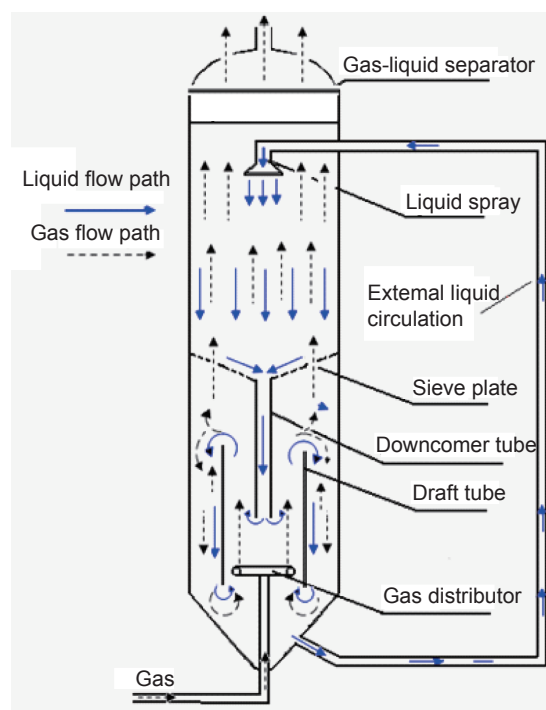 Gas-liquid separator
Liquid flow path
Liquid spray
Gas flow path
External liquid
circulation
Sieve plate
Downcomer tube
Draft tube
Gas distributor
Gas